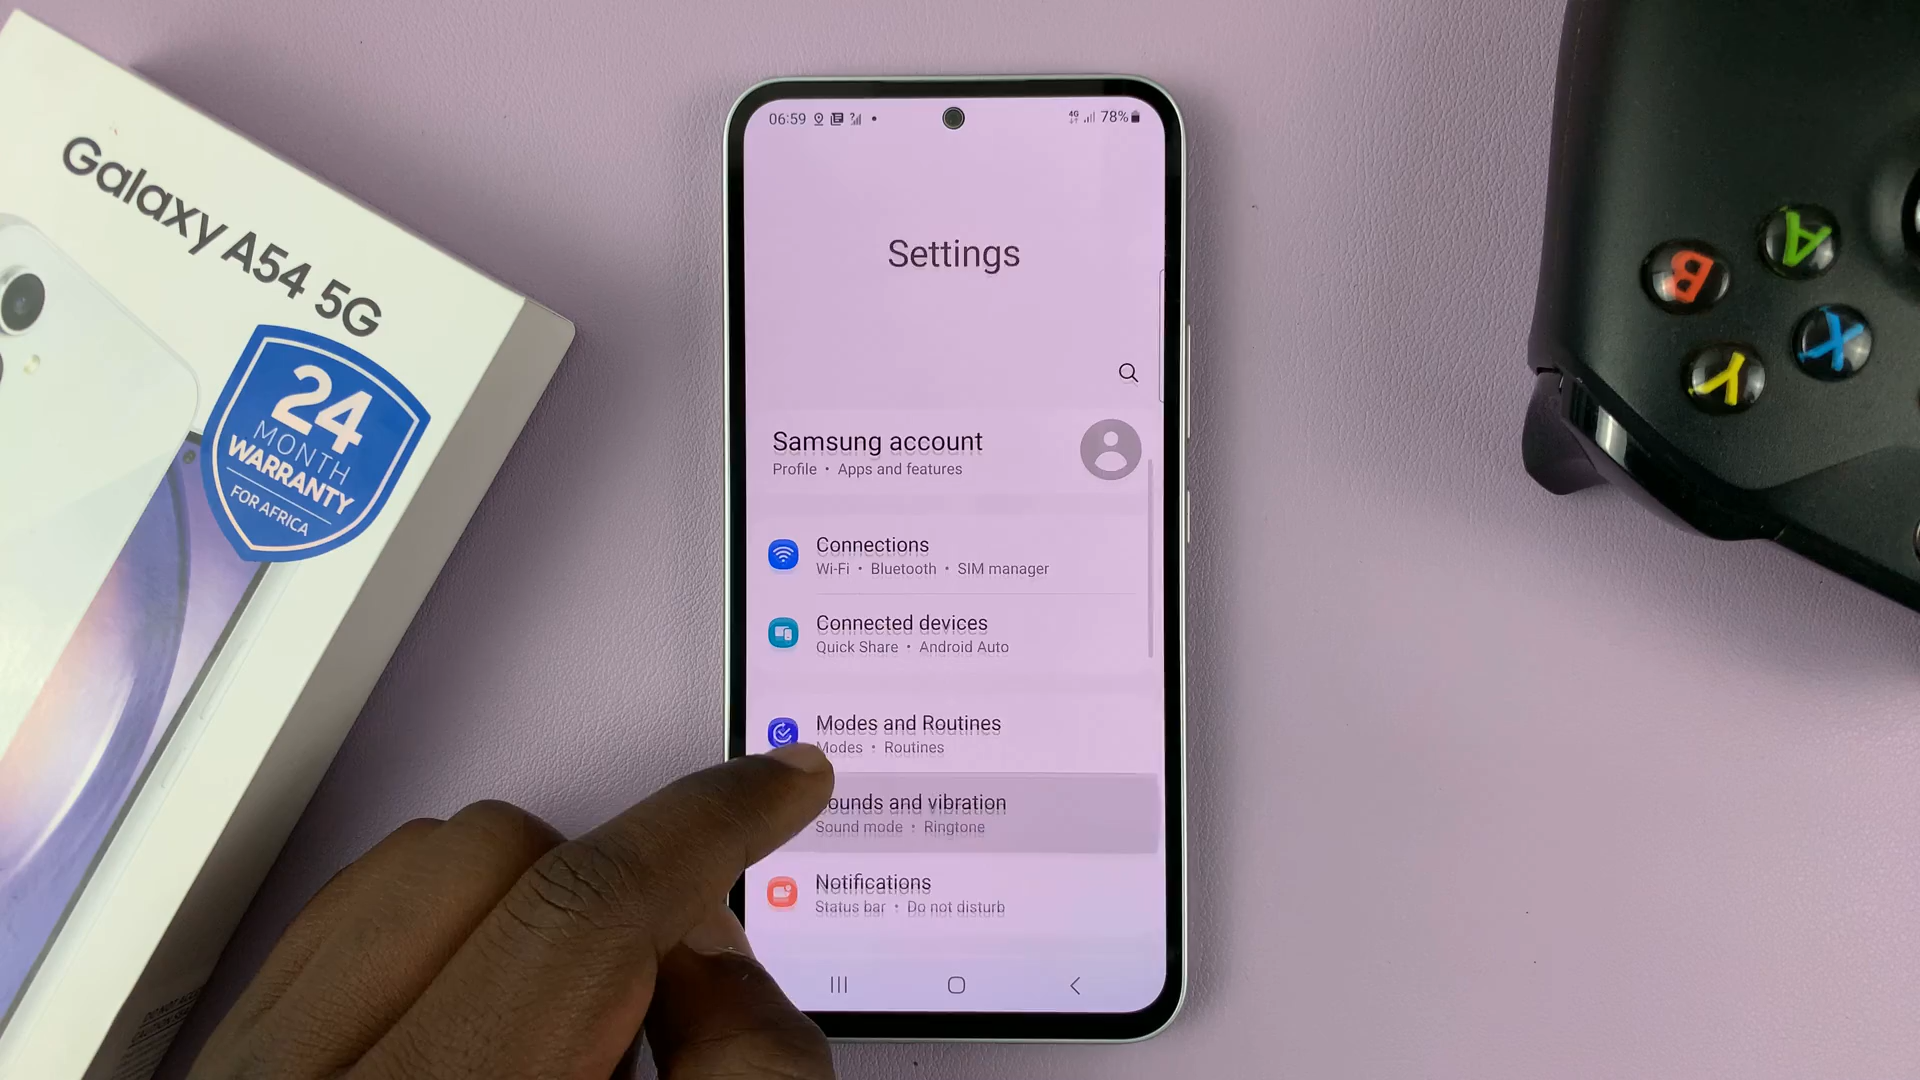 Galaxy A54 5G
24
MONTH
WARRANTY
FOR AFRICA
06:59
4G 78%
Settings
Samsung account
Profile • Apps and features
Connections
Wi-Fi • Bluetooth • SIM manager
Connected devices
Quick Share • Android Auto
Modes and Routines
Modes • Routines
ounds and vibration
Sound mode • Ringtone
Notifications
Status bar • Do not disturb
A
B
X
Y